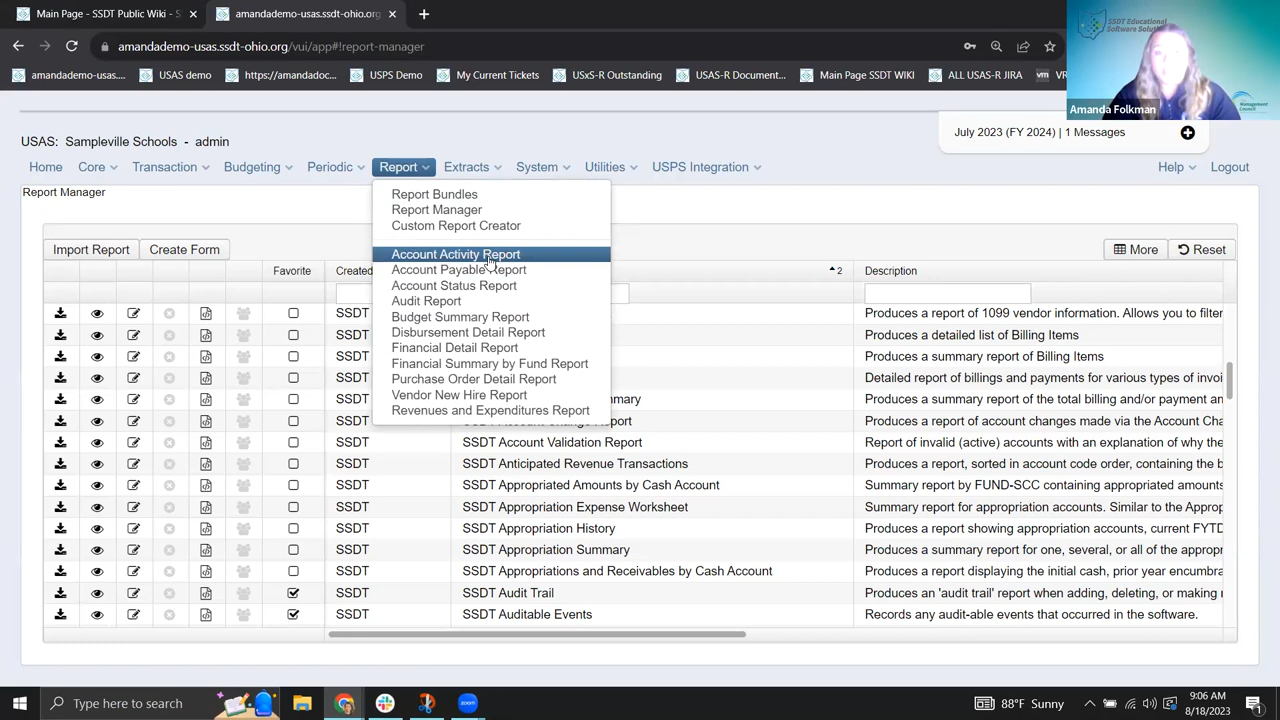 Main Page - SSDT Public Wiki - S
amandademo-usas.ssdt-ohio.org
amandademo-usas.ssdt-ohio.org/vui/app#!report-manager
SSDT Educational
Software Solutions
amandademo-usas....
USAS demo
https://amandadoc...
USPS Demo
My Current Tickets
USxS-R Outstanding
USAS-R Document...
Main Page SSDT WIKI
ALL USAS-R JIRA
vm
VR
Amanda Folkman
Management
Council
USAS: Sampleville Schools - admin
July 2023 (FY 2024) | 1 Messages
Home
Core
Transaction
Budgeting
Periodic
Report
Extracts
System
Utilities
USPS Integration
Help
Logout
Report Manager
Report Bundles
Report Manager
Custom Report Creator
Account Activity Report
Account Payable Report
Account Status Report
Audit Report
Budget Summary Report
Disbursement Detail Report
Financial Detail Report
Financial Summary by Fund Report
Purchase Order Detail Report
Vendor New Hire Report
Revenues and Expenditures Report
Import Report
Create Form
More
Reset
Favorite
Created
2
Description
SSDT
Produces a report of 1099 vendor information. Allows you to filter
SSDT
Produces a detailed list of Billing Items
SSDT
Produces a summary report of Billing Items
SSDT
Detailed report of billings and payments for various types of invoi
SSDT
mmary
Produces a summary report of the total billing and/or payment an
SSDT
SSDT Account Change Report
Produces a report of account changes made via the Account Cha
SSDT
SSDT Account Validation Report
Report of invalid (active) accounts with an explanation of why the
SSDT
SSDT Anticipated Revenue Transactions
Produces a report, sorted in account code order, containing the b
SSDT
SSDT Appropriated Amounts by Cash Account
Summary report by FUND-SCC containing appropriated amounts
SSDT
SSDT Appropriation Expense Worksheet
Summary report for appropriation accounts. Similar to the Approp
SSDT
SSDT Appropriation History
Produces a report showing appropriation accounts, current FYTD
SSDT
SSDT Appropriation Summary
Produces a summary report for one, several, or all of the appropr
SSDT
SSDT Appropriations and Receivables by Cash Account
Produces a report displaying the initial cash, prior year encumbra
SSDT
SSDT Audit Trail
Produces an 'audit trail' report when adding, deleting, or making r
SSDT
SSDT Auditable Events
Records any audit-able events that occurred in the software.
Type here to search
zoom
88°F Sunny
9:06 AM
8/18/2023
1